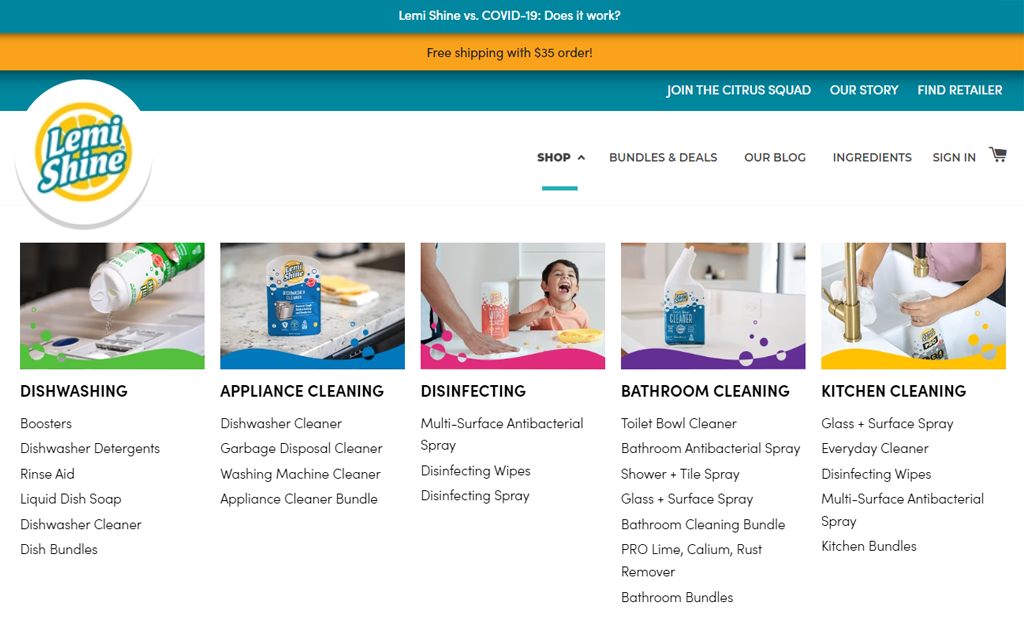 Lemi Shine vs. COVID-19: Does it work?
Free shipping with $35 order!
JOIN THE CITRUS SQUAD OUR STORY FIND RETAILER
Lemi
Shine
SHOP BUNDLES & DEALS OUR BLOG INGREDIENTS SIGN IN
Lemi
Shine
CLEANER
DISHWASHING
Boosters
Dishwasher Detergents
Rinse Aid
Liquid Dish Soap
Dishwasher Cleaner
Dish Bundles
APPLIANCE CLEANING
Dishwasher Cleaner
Garbage Disposal Cleaner
Washing Machine Cleaner
Appliance Cleaner Bundle
DISINFECTING
Multi-Surface Antibacterial
Spray
Disinfecting Wipes
Disinfecting Spray
BATHROOM CLEANING
Toilet Bowl Cleaner
Bathroom Antibacterial Spray
Shower + Tile Spray
Glass + Surface Spray
Bathroom Cleaning Bundle
PRO Lime, Calium, Rust
Remover
Bathroom Bundles
KITCHEN CLEANING
Glass + Surface Spray
Everyday Cleaner
Disinfecting Wipes
Multi-Surface Antibacterial
Spray
Kitchen Bundles